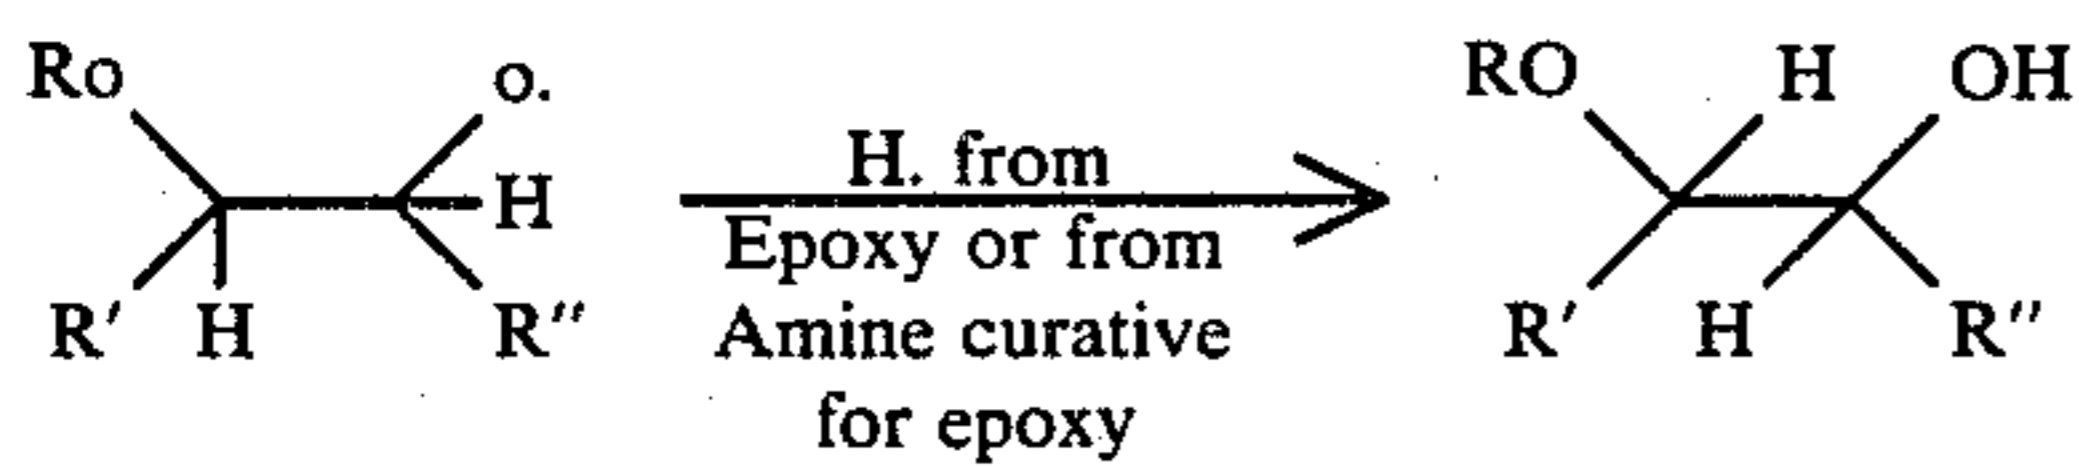 Ro o.
H
R' H R"
H. from
Epoxy or from
Amine curative
for epoxy
RO H OH
R' H R"